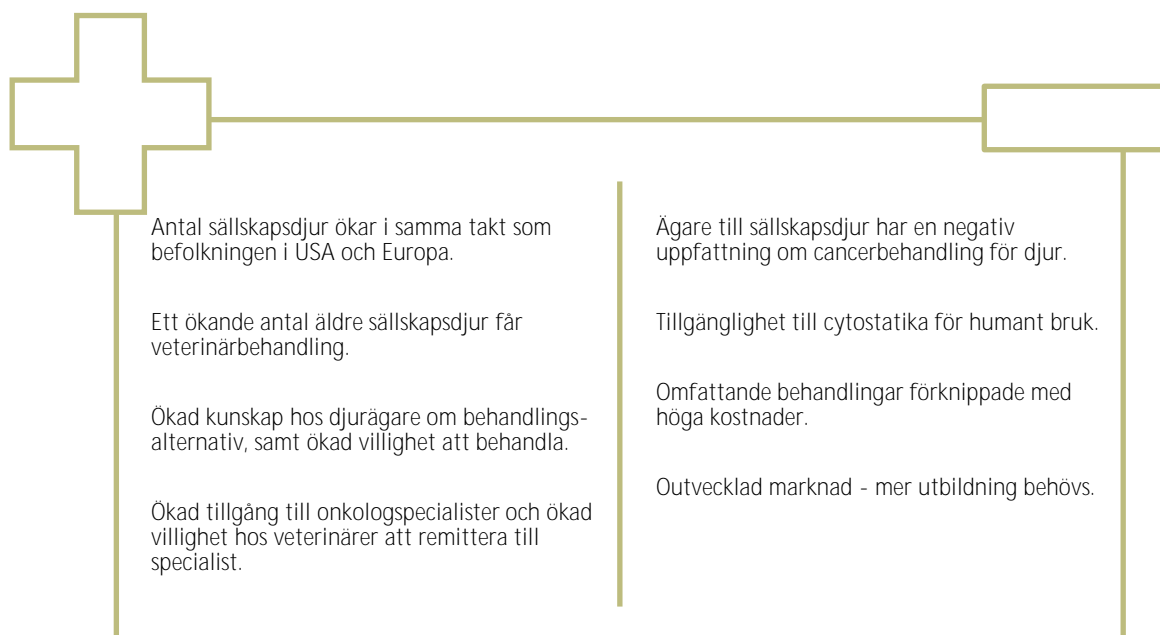 Antal sällskapsdjur ökar i samma takt som
befolkningen i USA och Europa.
Ett ökande antal äldre sällskapsdjur får
veterinärbehandling.
Ökad kunskap hos djurägare om behandlings-
alternativ, samt ökad villighet att behandla.
Ökad tillgång till onkologspecialister och ökad
villighet hos veterinärer att remittera till
specialist.
Ägare till sällskapsdjur har en negativ
uppfattning om cancerbehandling för djur.
Tillgänglighet till cytostatika för humant bruk.
Omfattande behandlingar förknippade med
höga kostnader.
Outvecklad marknad - mer utbildning behövs.